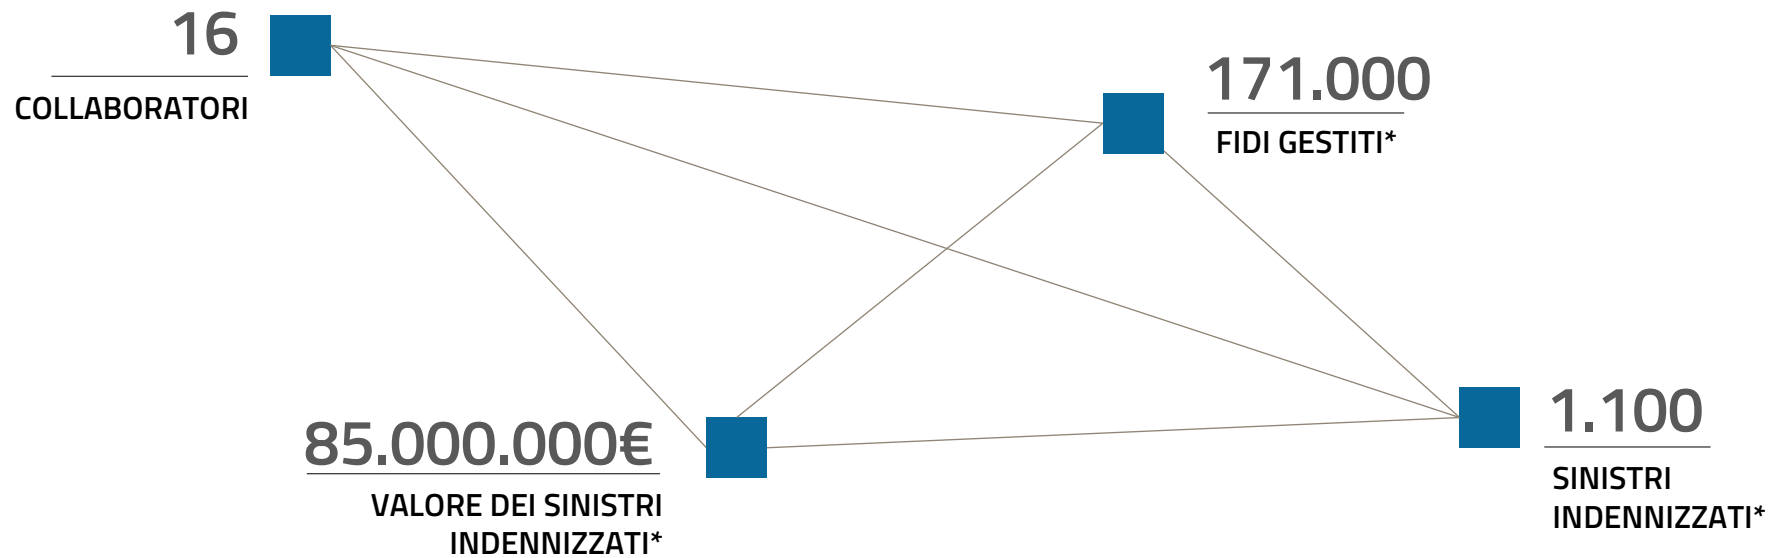 16
COLLABORATORI
171.000
FIDI GESTITI*
85.000.000€
VALORE DEI SINISTRI
INDENNIZZATI*
1.100
SINISTRI
INDENNIZZATI*